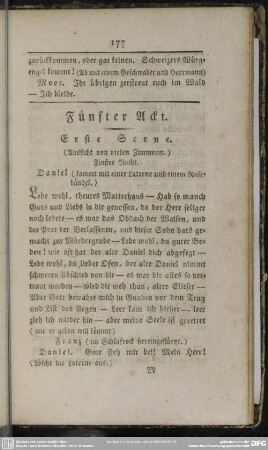 177
zurückkommen, oder gar keinen. Schweizers Würg-
engel kommt! (Ab mit einem Geschwader und Herrmann)
Moor. Ihr übrigen zerstreut euch im Wald
— Ich bleibe.
Fünfter Ackt.
Erste Scene.
(Aussicht von vielen Zimmern.)
Finstre Nacht.
Daniel (kommt mit einer Laterne und einem Reise-
bündel.)
Lebe wohl, theures Mutterhaus — Hab so manch
Guts und Liebs in dir genossen, da der Herr seliger
noch lebete — es war das Obdach der Waisen, und
der Port der Verlassenen, und dieser Sohn hats ge-
macht zur Mördergrube — Lebe wohl, du guter Bo-
den! wie oft hat der alte Daniel dich abgefegt —
Lebe wohl, du lieber Ofen, der alte Daniel nimmt
schweren Abschied von dir — es war dir alles so ver-
traut worden — wird dir weh thun, alter Elieser —
Aber Gott bewahre mich in Gnaden vor dem Trug
und List des Argen — Leer kam ich hieher — leer
zieh ich wieder hin — aber meine Seele ist gerettet
(wie er gehen will kömmt)
Franz (im Schlafrock hereingestürzt.)
Daniel. Gott steh mir bei! Mein Herr!
(Löscht die Laterne aus.)
M